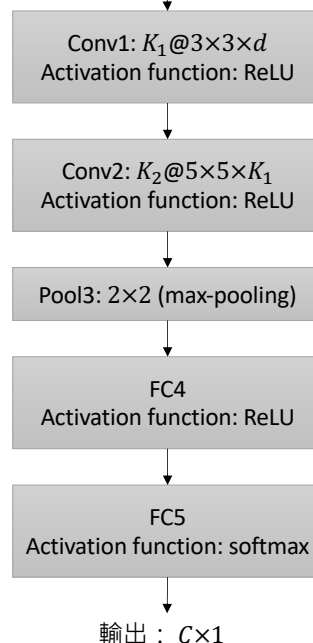 Conv1: K₁@3×3×d
Activation function: ReLU
Conv2: K₂@5×5×K₁
Activation function: ReLU
Pool3: 2×2 (max-pooling)
FC4
Activation function: ReLU
FC5
Activation function: softmax
輸出： C×1